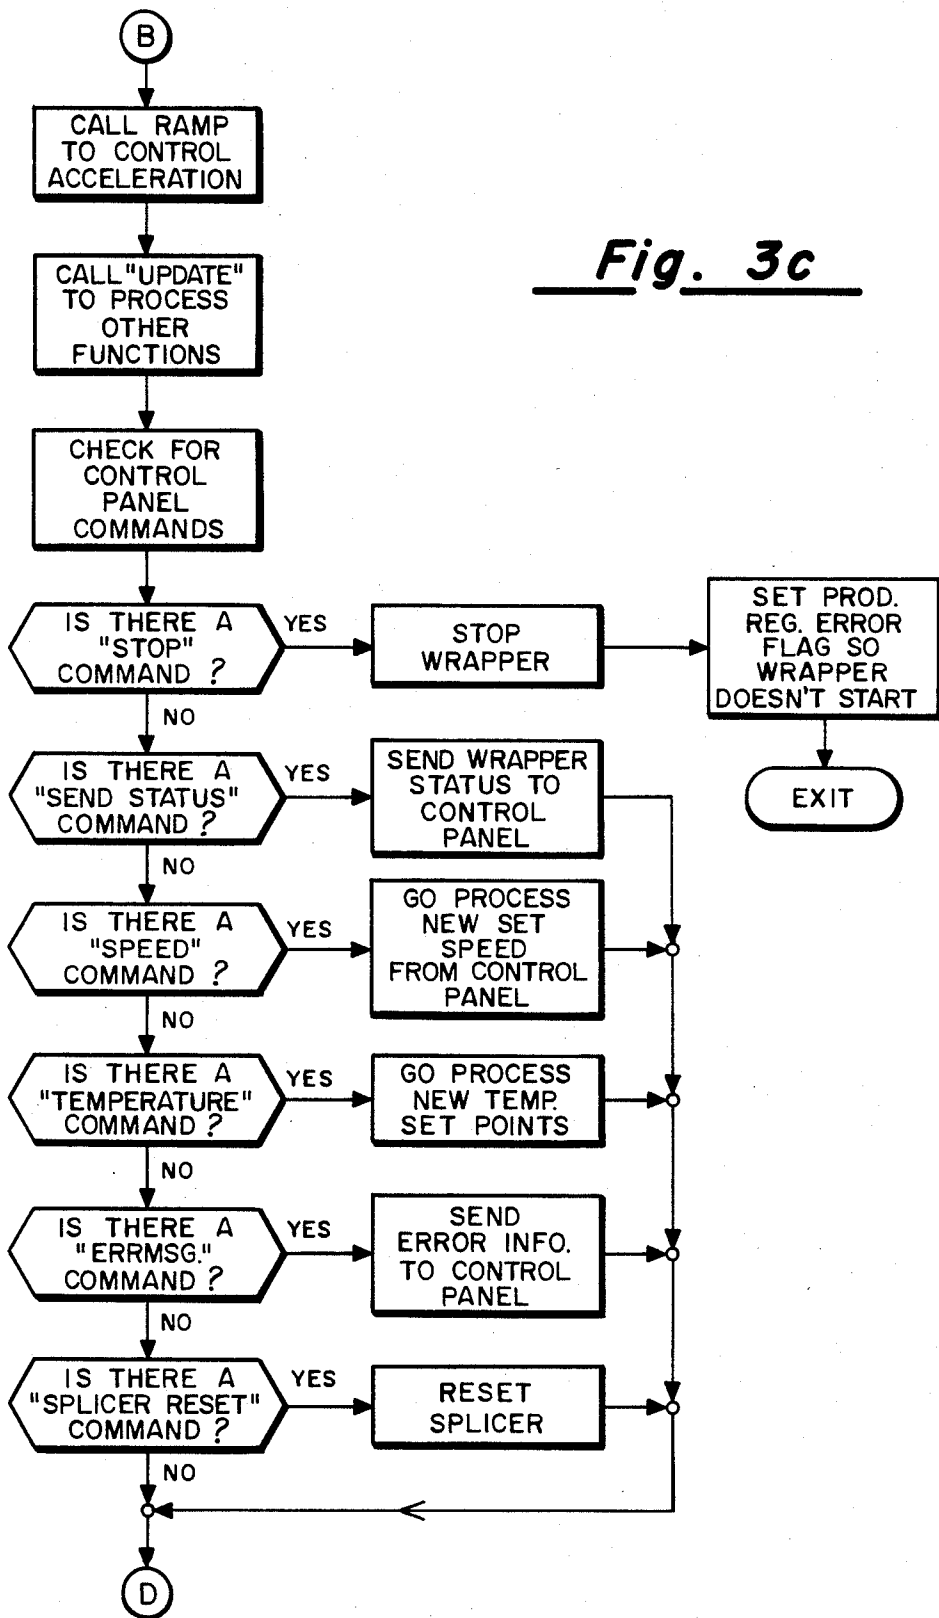 B
CALL RAMP
TO CONTROL
ACCELERATION
Fig. 3c
CALL "UPDATE"
TO PROCESS
OTHER
FUNCTIONS
CHECK FOR
CONTROL
PANEL
COMMANDS
IS THERE A
"STOP"
COMMAND ?
YES
STOP
WRAPPER
SET PROD.
REG. ERROR
FLAG SO
WRAPPER
DOESN'T START
EXIT
NO
IS THERE A
"SEND STATUS"
COMMAND ?
YES
SEND WRAPPER
STATUS TO
CONTROL
PANEL
NO
IS THERE A
"SPEED"
COMMAND ?
YES
GO PROCESS
NEW SET
SPEED
FROM CONTROL
PANEL
NO
IS THERE A
"TEMPERATURE"
COMMAND ?
YES
GO PROCESS
NEW TEMP.
SET POINTS
NO
IS THERE A
"ERRMSG."
COMMAND ?
YES
SEND
ERROR INFO.
TO CONTROL
PANEL
NO
IS THERE A
"SPLICER RESET"
COMMAND ?
YES
RESET
SPLICER
NO
D